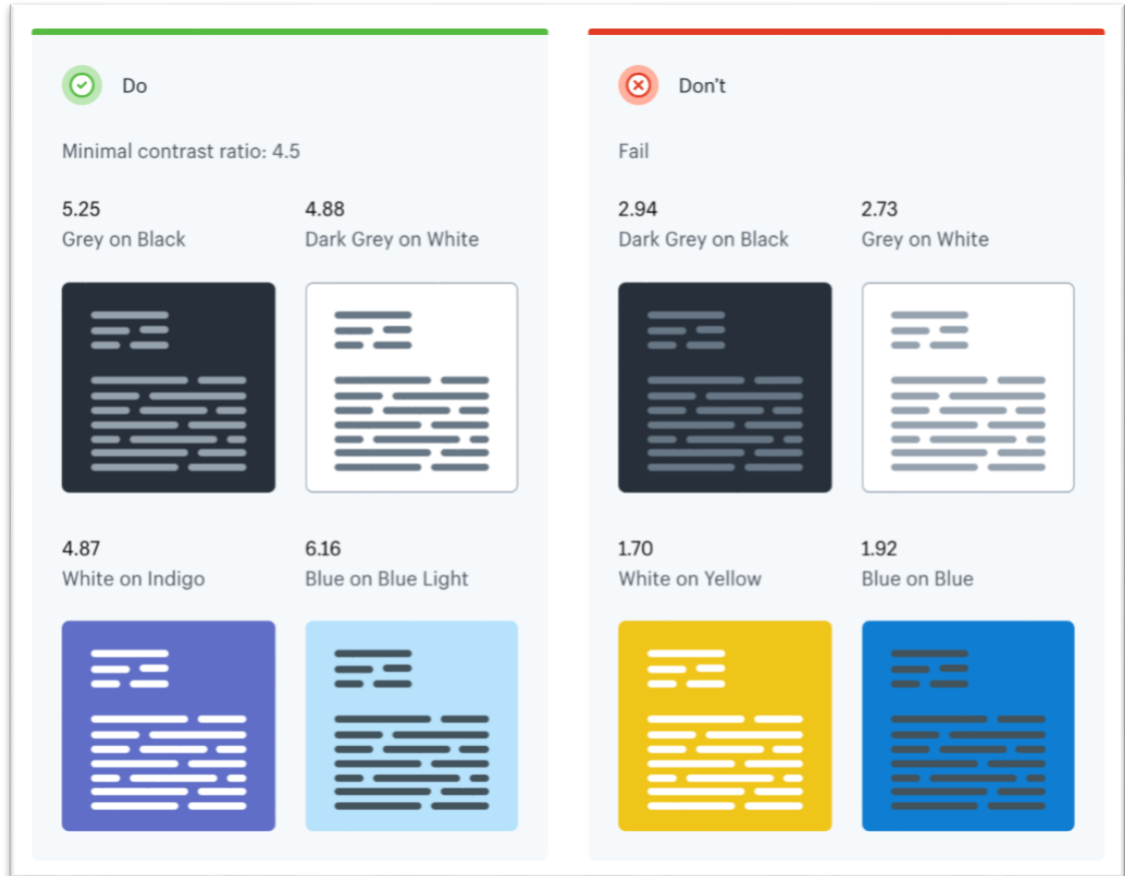 Do
Minimal contrast ratio: 4.5
5.25
Grey on Black
4.88
Dark Grey on White
4.87
White on Indigo
6.16
Blue on Blue Light
Don't
Fail
2.94
Dark Grey on Black
2.73
Grey on White
1.70
White on Yellow
1.92
Blue on Blue